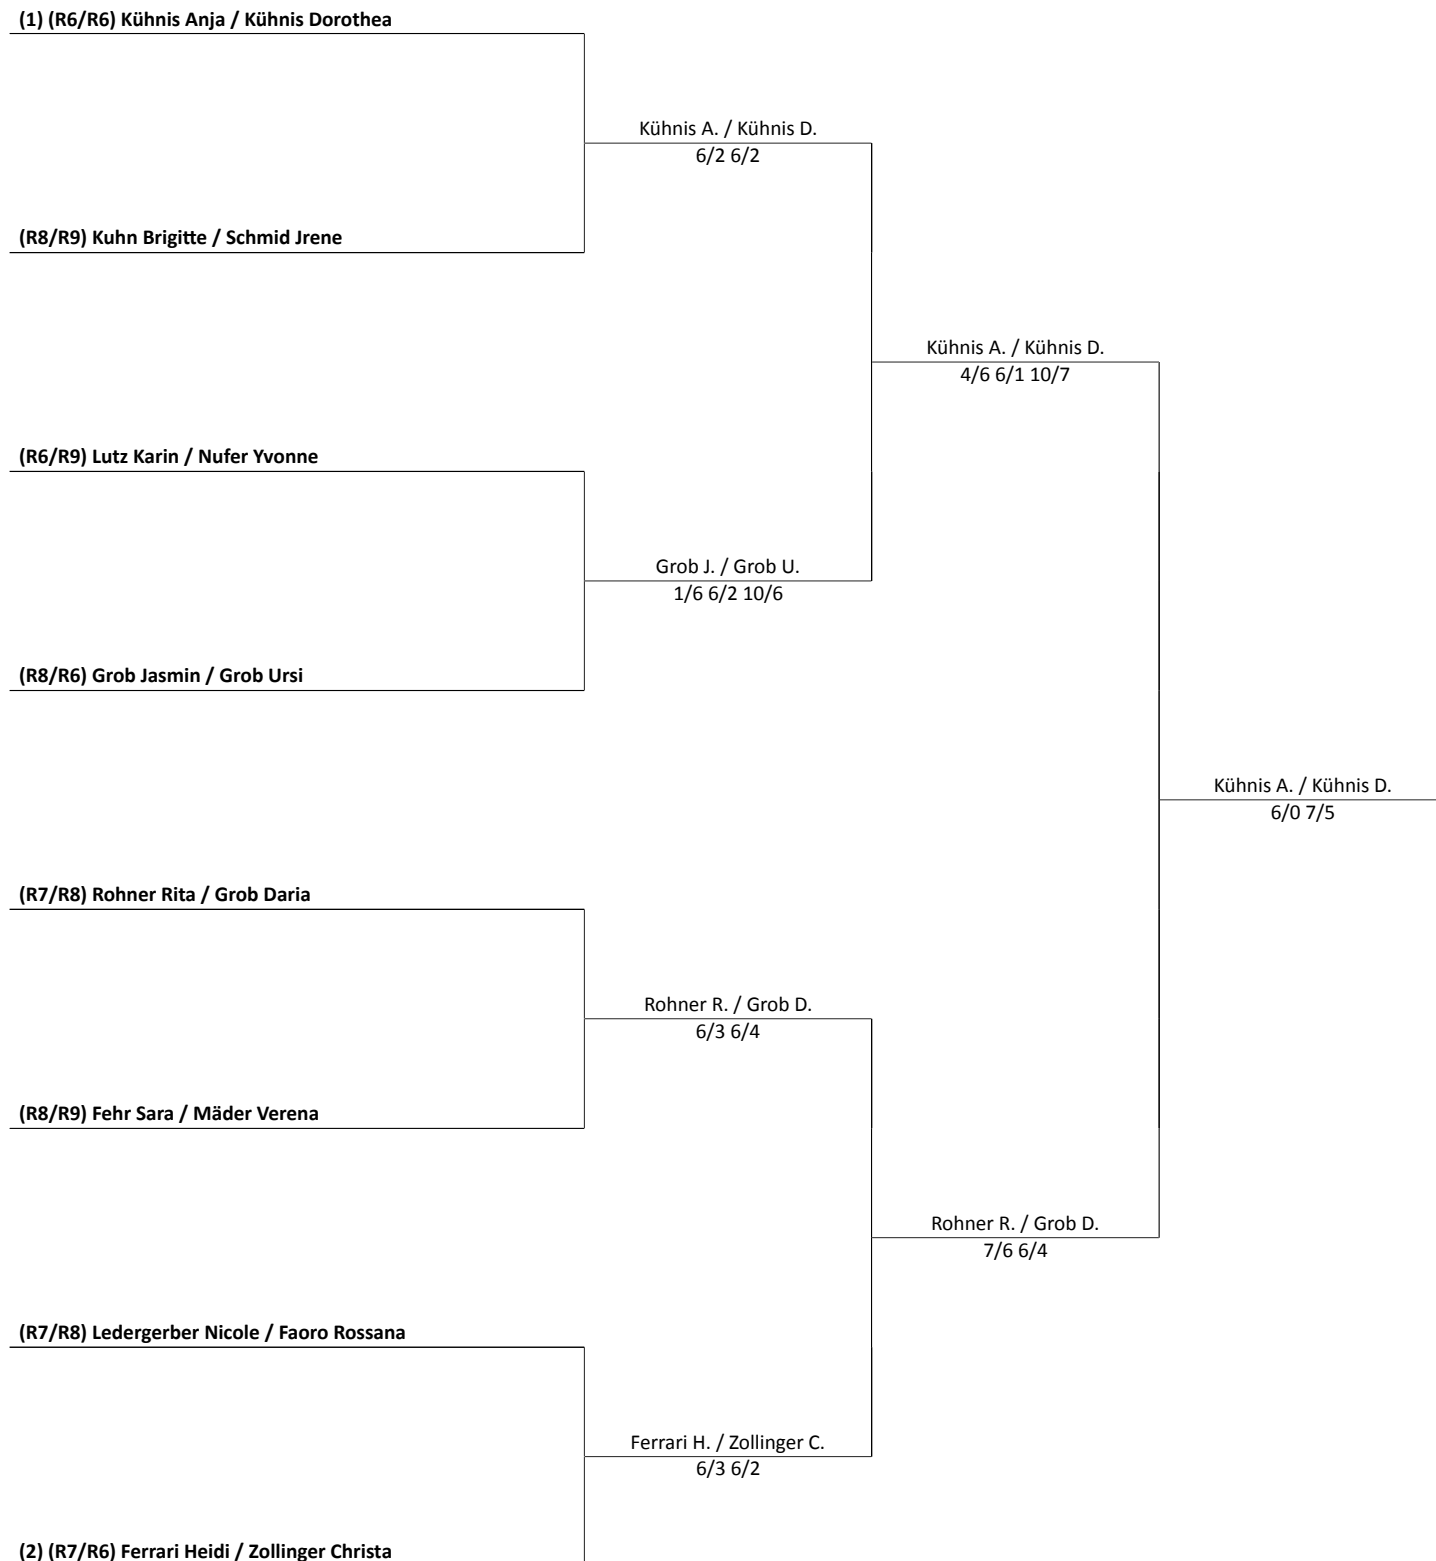 (1) (R6/R6) Kühnis Anja / Kühnis Dorothea
Kühnis A. / Kühnis D.
6/2 6/2
(R8/R9) Kuhn Brigitte / Schmid Jrene
Kühnis A. / Kühnis D.
4/6 6/1 10/7
(R6/R9) Lutz Karin / Nufer Yvonne
Grob J. / Grob U.
1/6 6/2 10/6
(R8/R6) Grob Jasmin / Grob Ursi
Kühnis A. / Kühnis D.
6/0 7/5
(R7/R8) Rohner Rita / Grob Daria
Rohner R. / Grob D.
6/3 6/4
(R8/R9) Fehr Sara / Mäder Verena
Rohner R. / Grob D.
7/6 6/4
(R7/R8) Ledergerber Nicole / Faoro Rossana
Ferrari H. / Zollinger C.
6/3 6/2
(2) (R7/R6) Ferrari Heidi / Zollinger Christa